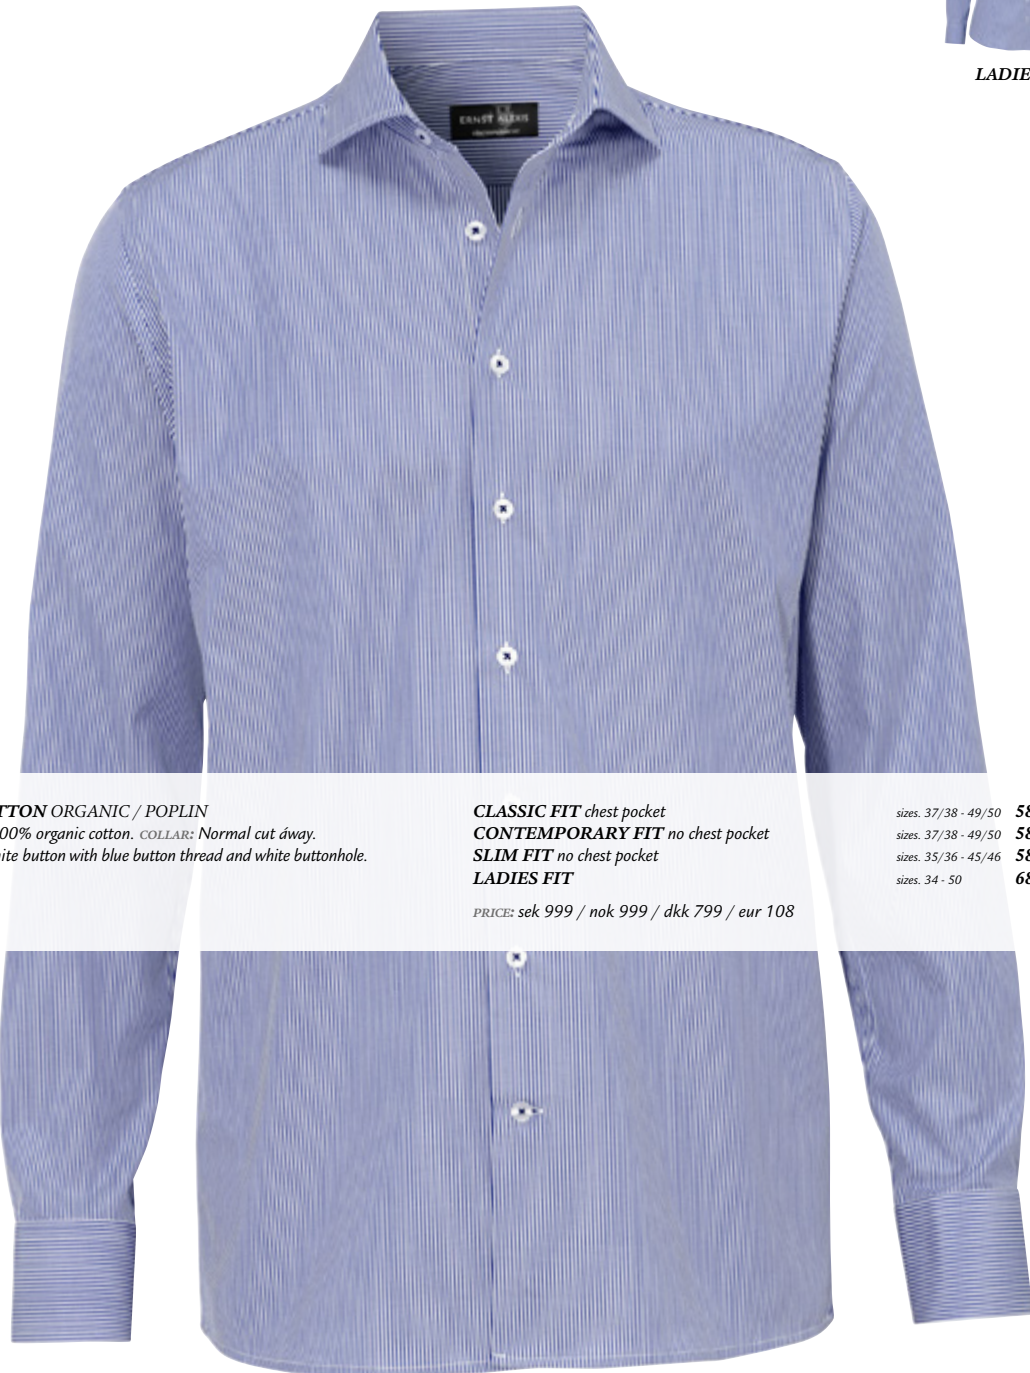 LADIE
ERNST ALEXIS
TTON ORGANIC / POPLIN
00% organic cotton. COLLAR: Normal cut áway.
ite button with blue button thread and white buttonhole.
CLASSIC FIT chest pocket
CONTEMPORARY FIT no chest pocket
SLIM FIT no chest pocket
LADIES FIT
PRICE: sek 999 / nok 999 / dkk 799 / eur 108
sizes. 37/38 - 49/50 58
sizes. 37/38 - 49/50 58
sizes. 35/36 - 45/46 58
sizes. 34 - 50 68